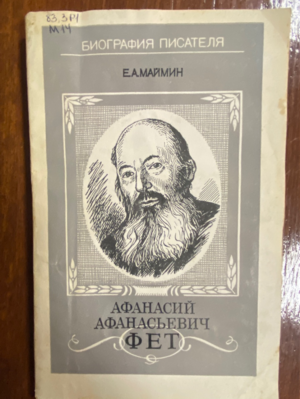 83.3Р1
М14
БИОГРАФИЯ ПИСАТЕЛЯ
Е.А.МАЙМИН
АФАНАСИЙ
АФАНАСЬЕВИЧ
ФЕТ